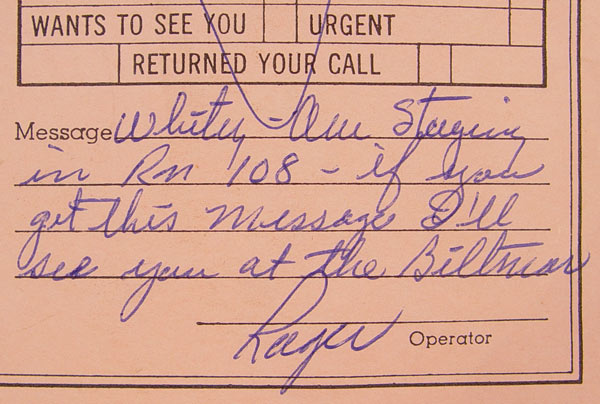 WANTS TO SEE YOU URGENT
RETURNED YOUR CALL
Message Whitey - Am Staying
in Rm 108 - if you
get this message I'll
see you at the Biltmore
Roger
Operator